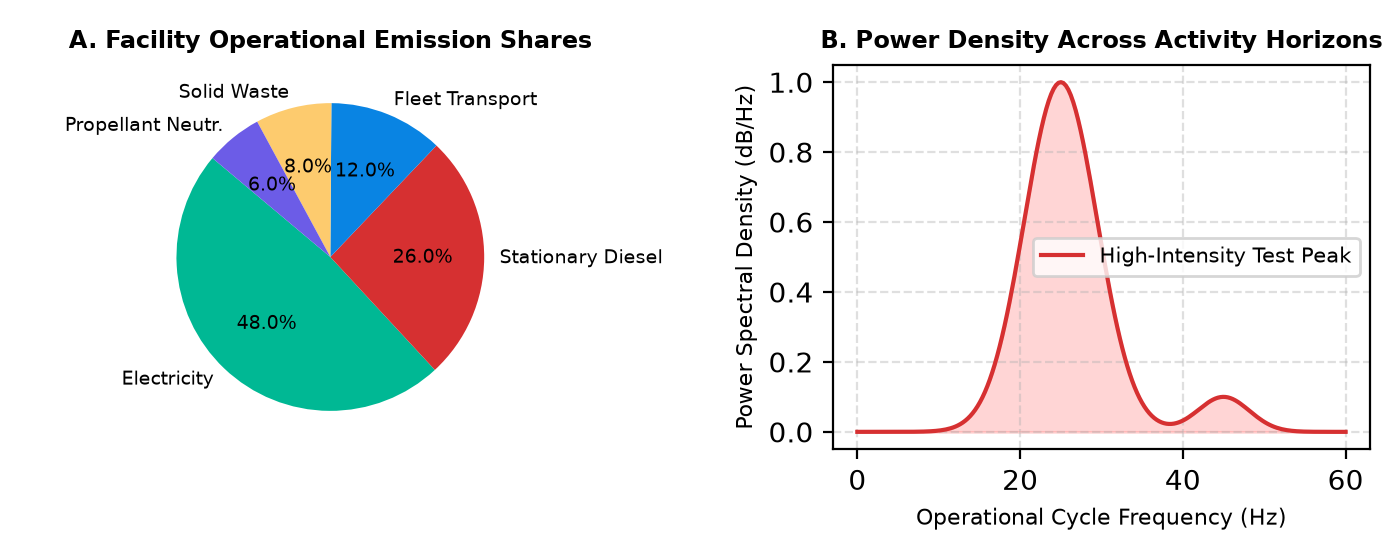 A. Facility Operational Emission Shares
Solid Waste
Fleet Transport
Propellant Neutr.
8.0%
12.0%
6.0%
26.0%
Stationary Diesel
48.0%
Electricity
B. Power Density Across Activity Horizons
Power Spectral Density (dB/Hz)
1.0
0.8
0.6
0.4
0.2
0.0
High-Intensity Test Peak
0
20
40
60
Operational Cycle Frequency (Hz)